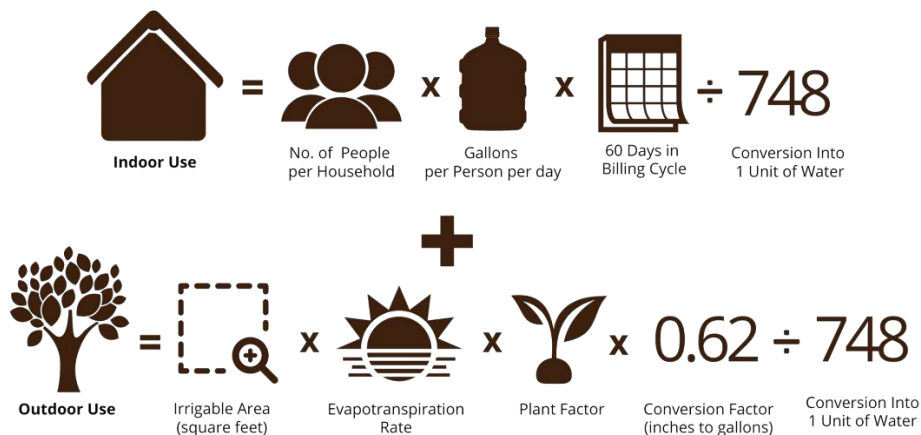 = x x ÷ 748
Indoor Use
No. of People
per Household
Gallons
per Person per day
60 Days in
Billing Cycle
Conversion Into
1 Unit of Water
+
= x x x 0.62 ÷ 748
Outdoor Use
Irrigable Area
(square feet)
Evapotranspiration
Rate
Plant Factor
Conversion Factor
(inches to gallons)
Conversion Into
1 Unit of Water